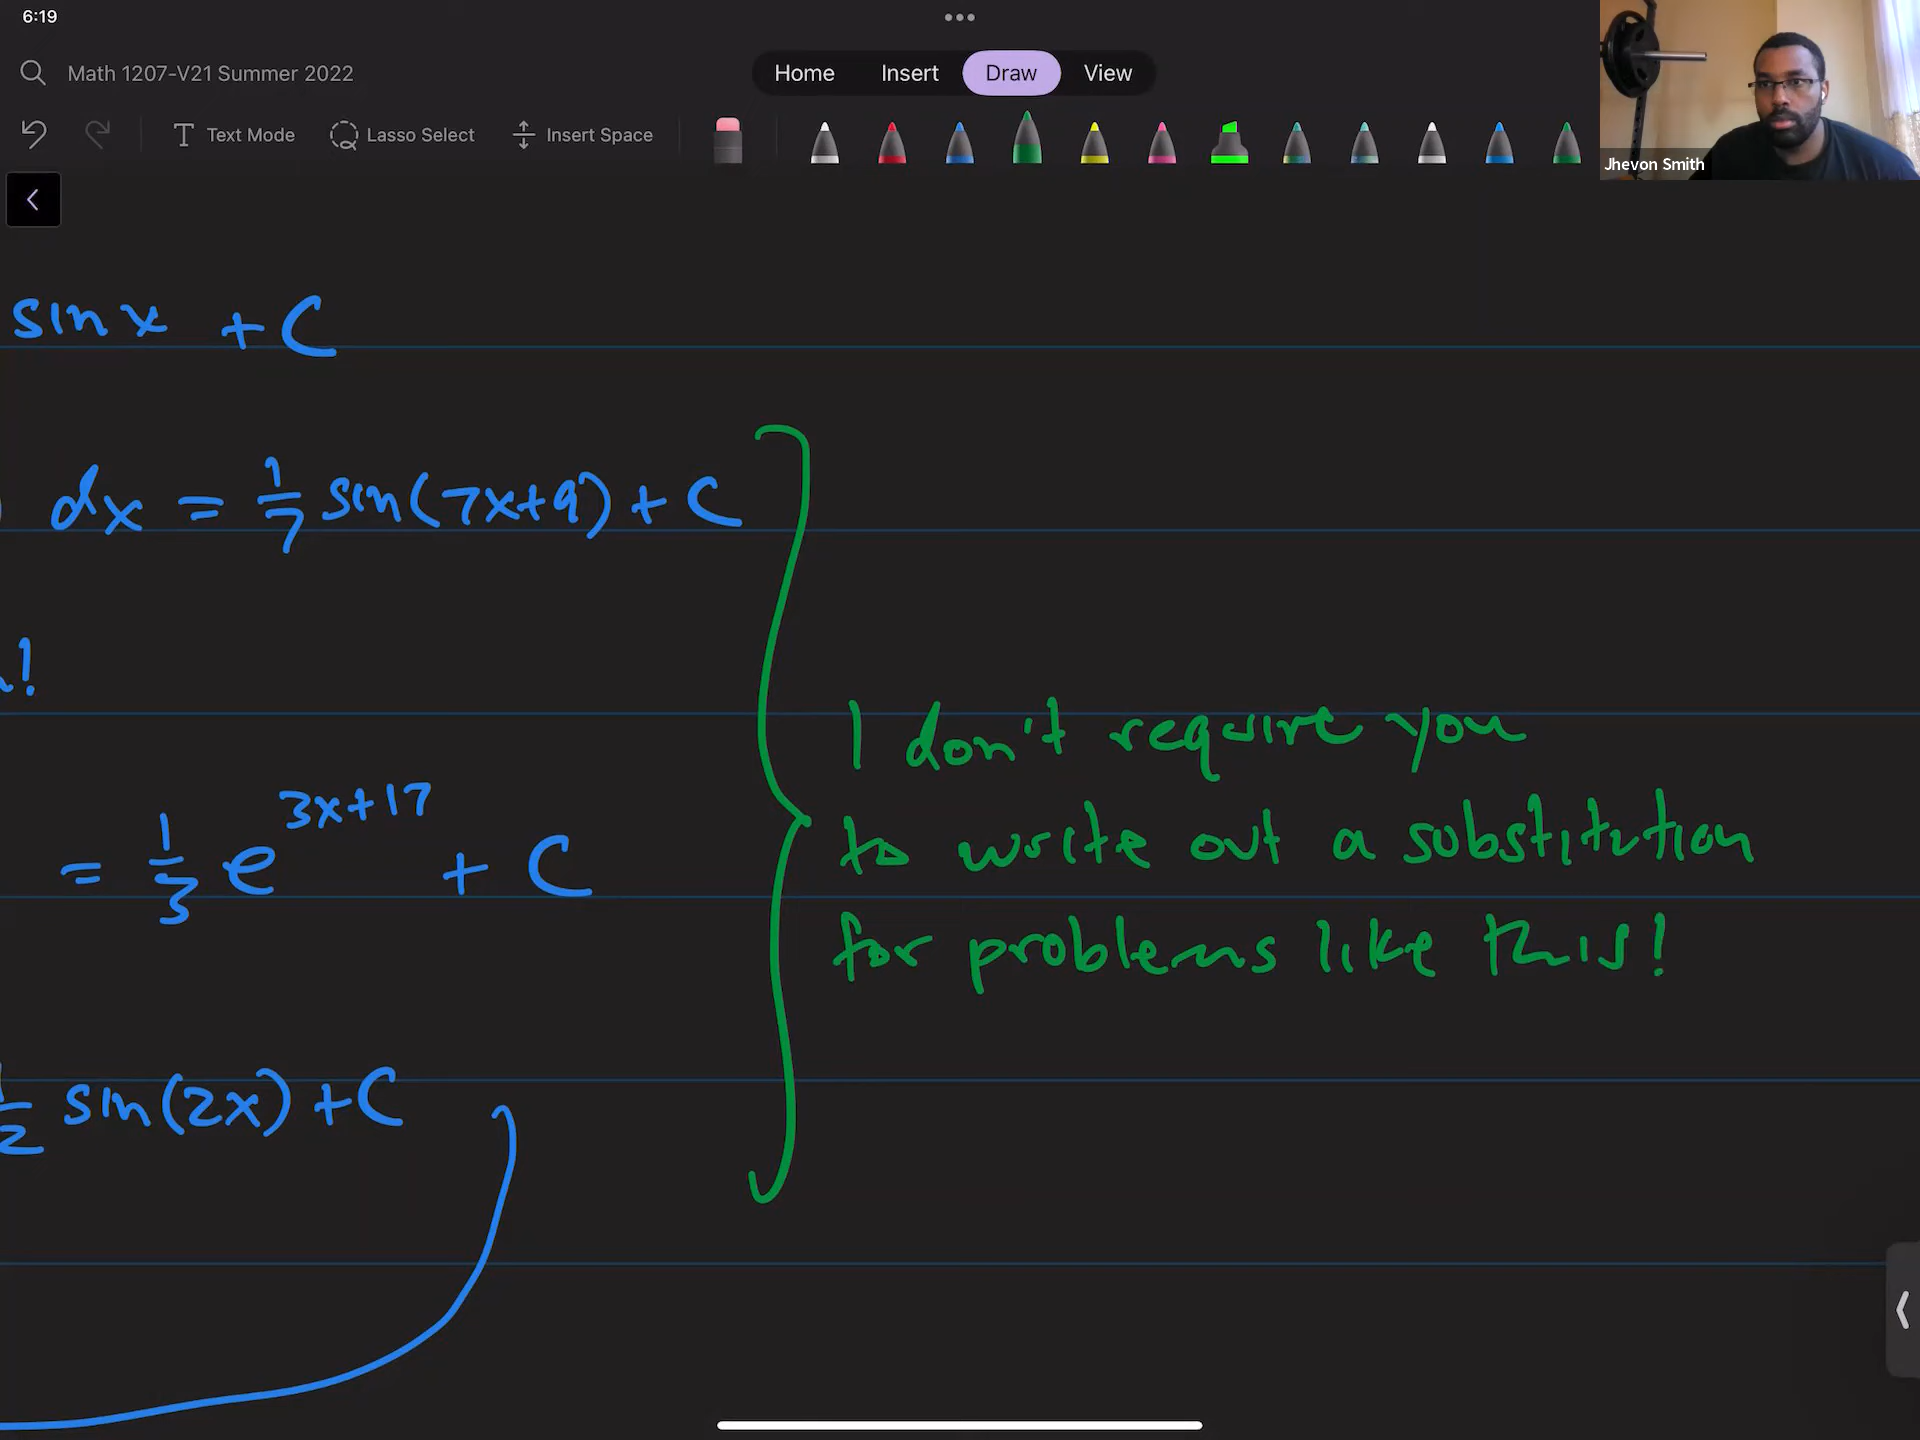 6:19
Math 1207-V21 Summer 2022
Home Insert Draw View
Text Mode Lasso Select Insert Space
Jhevon Smith
sin x + C
dx = 1/7 sin(7x+9) + C
!
= 1/3 e^{3x+17} + C
1/2 sin(2x) + C
I don't require you
to write out a substitution
for problems like this!